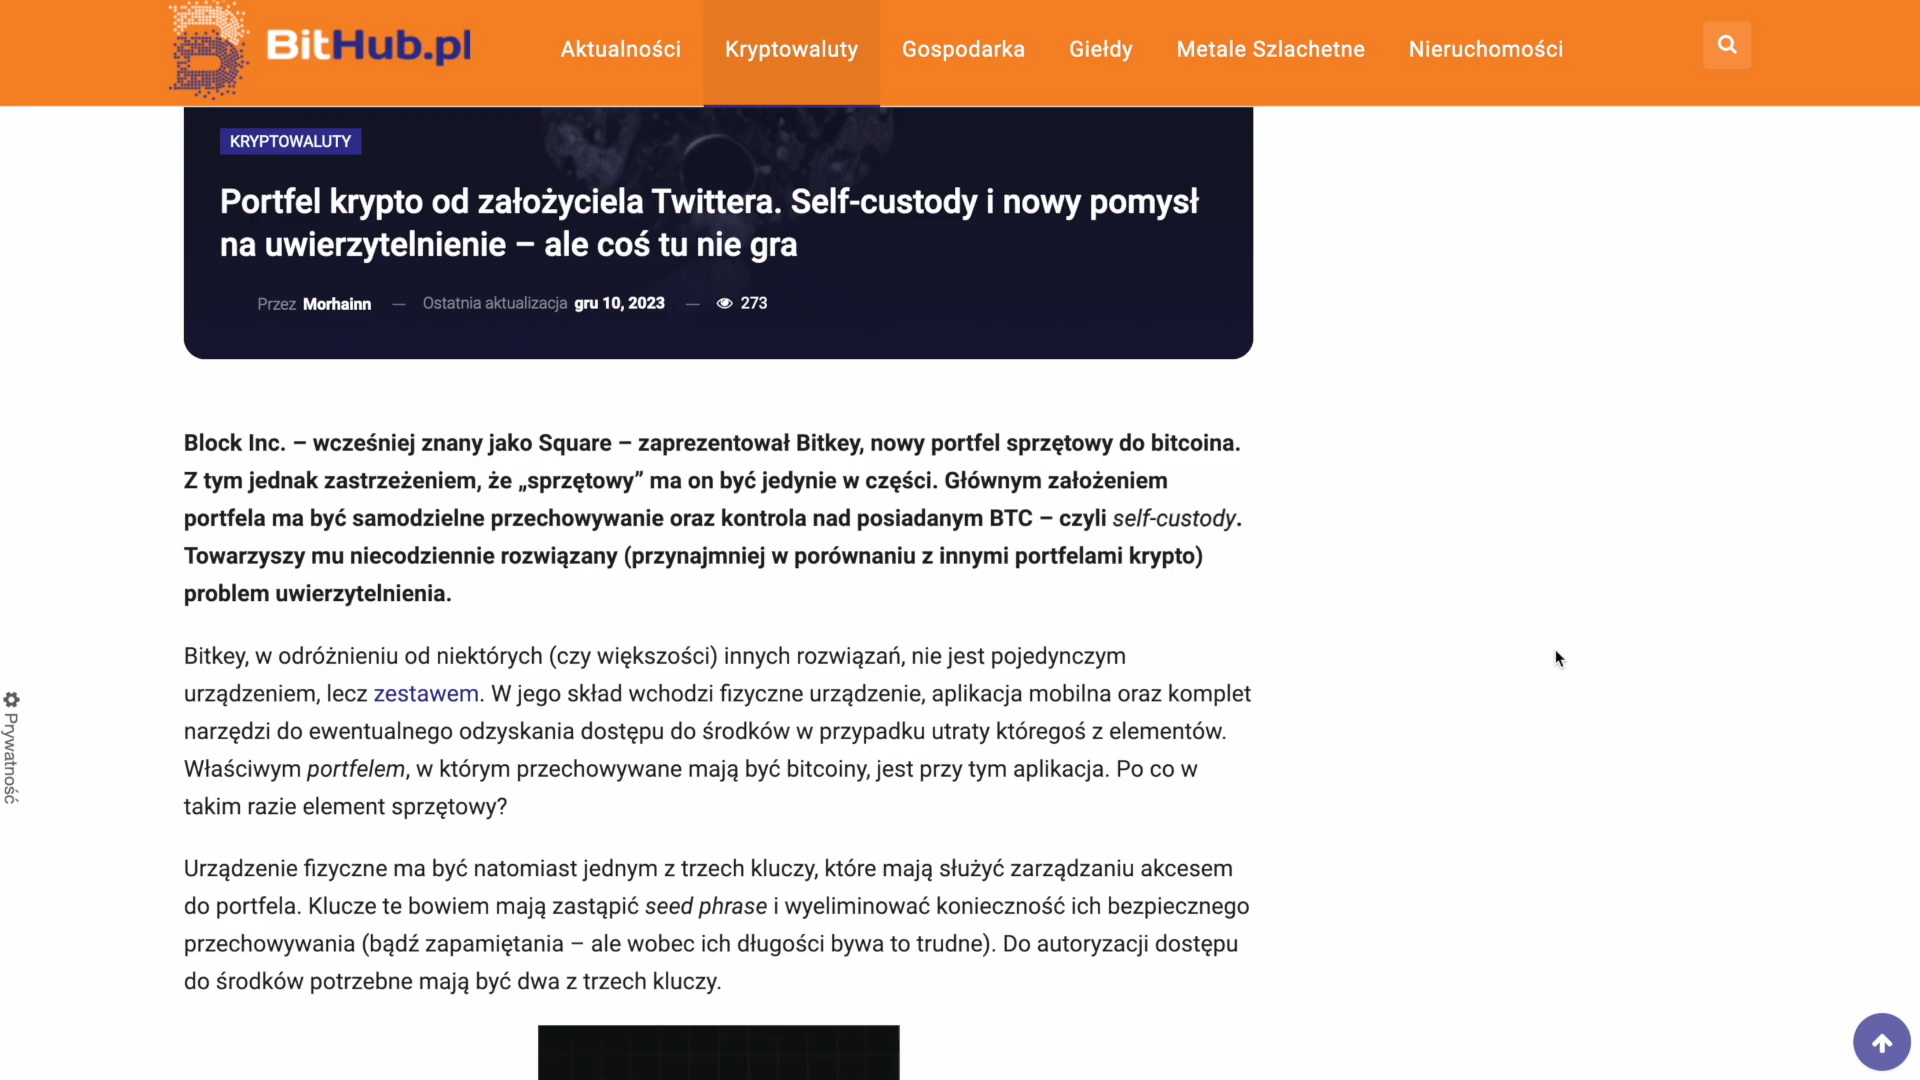 BitHub.pl
Aktualności
Kryptowaluty
Gospodarka
Giełdy
Metale Szlachetne
Nieruchomości
KRYPTOWALUTY
Portfel krypto od założyciela Twittera. Self-custody i nowy pomysł
na uwierzytelnienie – ale coś tu nie gra
Przez Morhainn — Ostatnia aktualizacja gru 10, 2023 — 273
Block Inc. – wcześniej znany jako Square – zaprezentował Bitkey, nowy portfel sprzętowy do bitcoina.
Z tym jednak zastrzeżeniem, że „sprzętowy” ma on być jedynie w części. Głównym założeniem
portfela ma być samodzielne przechowywanie oraz kontrola nad posiadanym BTC – czyli self-custody.
Towarzyszy mu niecodziennie rozwiązany (przynajmniej w porównaniu z innymi portfelami krypto)
problem uwierzytelnienia.
Bitkey, w odróżnieniu od niektórych (czy większości) innych rozwiązań, nie jest pojedynczym
urządzeniem, lecz zestawem. W jego skład wchodzi fizyczne urządzenie, aplikacja mobilna oraz komplet
narzędzi do ewentualnego odzyskania dostępu do środków w przypadku utraty któregoś z elementów.
Właściwym portfelem, w którym przechowywane mają być bitcoiny, jest przy tym aplikacja. Po co w
takim razie element sprzętowy?
Urządzenie fizyczne ma być natomiast jednym z trzech kluczy, które mają służyć zarządzaniu akcesem
do portfela. Klucze te bowiem mają zastąpić seed phrase i wyeliminować konieczność ich bezpiecznego
przechowywania (bądź zapamiętania – ale wobec ich długości bywa to trudne). Do autoryzacji dostępu
do środków potrzebne mają być dwa z trzech kluczy.
Prywatność